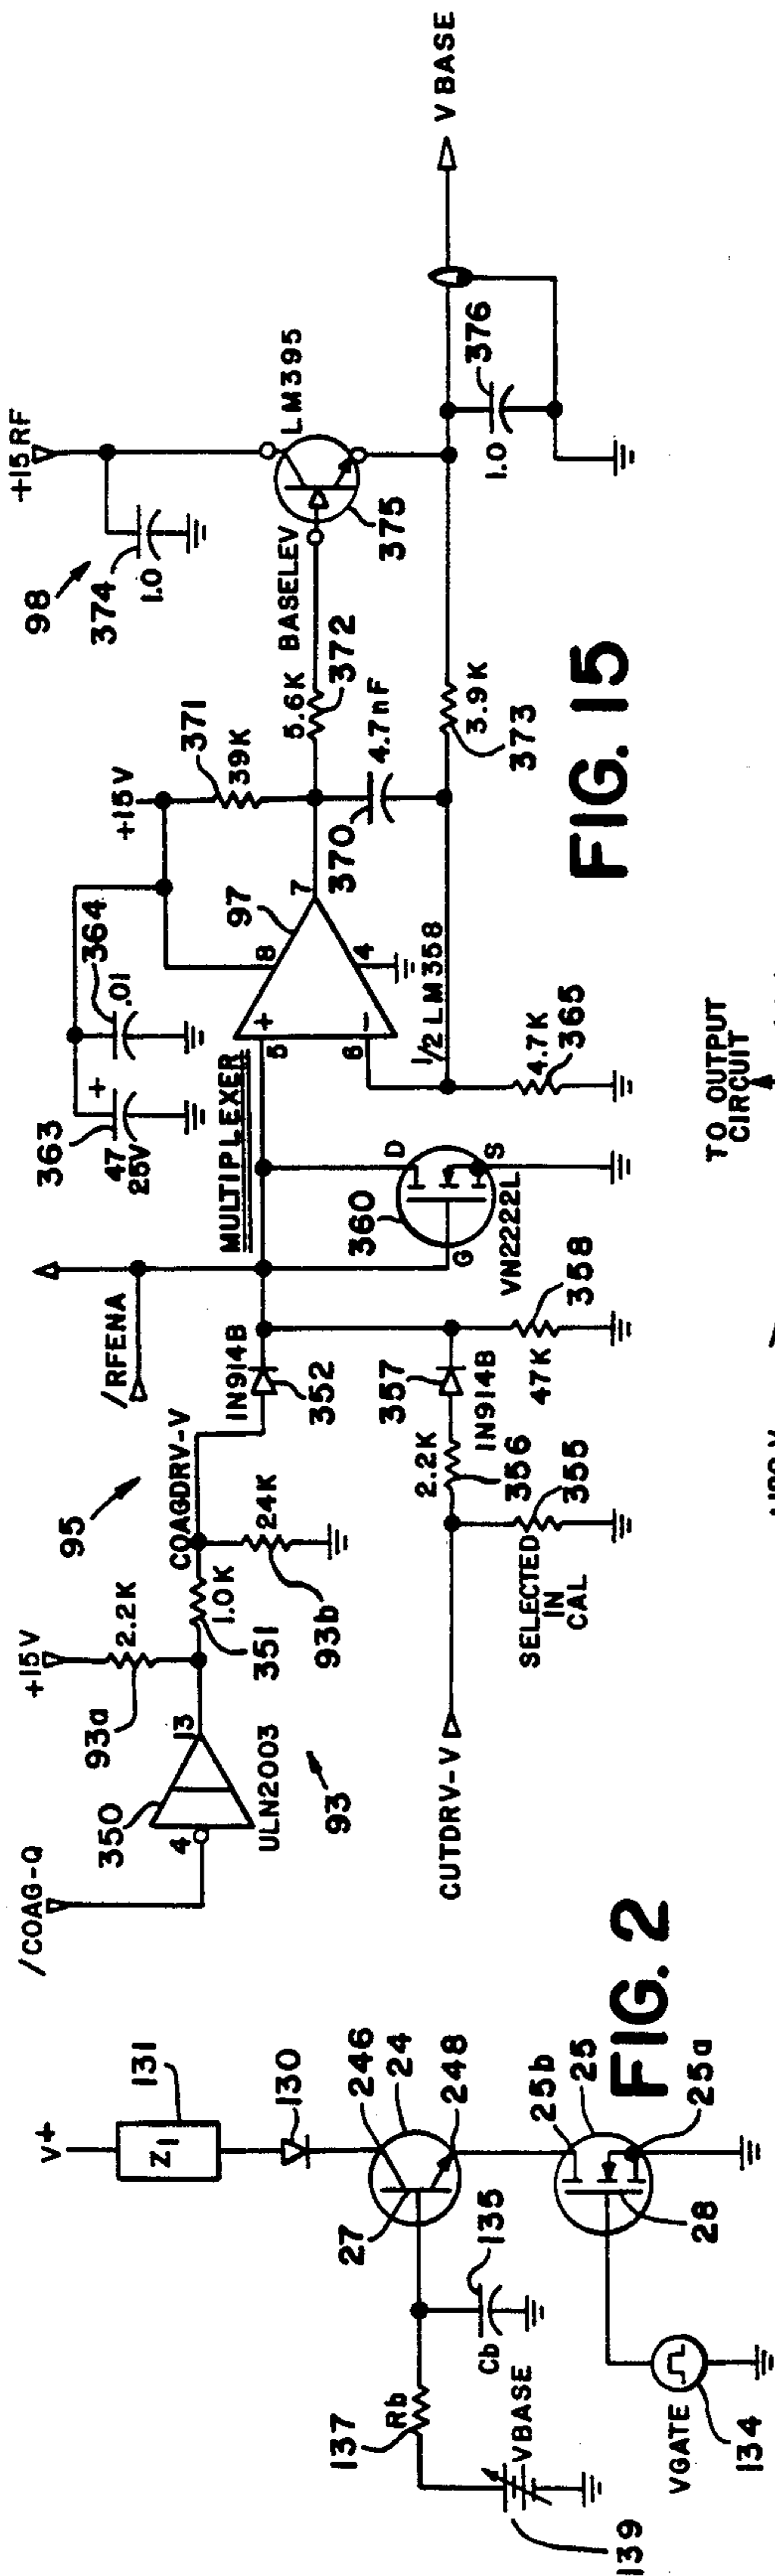 /COAG-Q
+15V
93a
2.2K
350
4
13
ULN2003
93
1.0K
351
COAGDRV-V
24K
93b
95
/RFENA
1N914B
352
CUTDRV-V
SELECTED
IN
CAL
355
2.2K
356
357
1N914B
47K
358
MULTIPLEXER
360
G
D
S
VN2222L
363
47
25V
+
364
.01
+15V
371
39K
97
8
5
+
6
-
7
4
1/2 LM358
4.7K
365
370
4.7nF
5.6K
372
BASELEV
3.9K
373
98
374
1.0
+15RF
LM395
375
1.0
376
V BASE
FIG. 15
V+
131
Z1
130
246
24
248
27
135
Cb
137
Rb
VBASE
139
25b
25
25a
28
VGATE
134
FIG. 2
TO OUTPUT
CIRCUIT